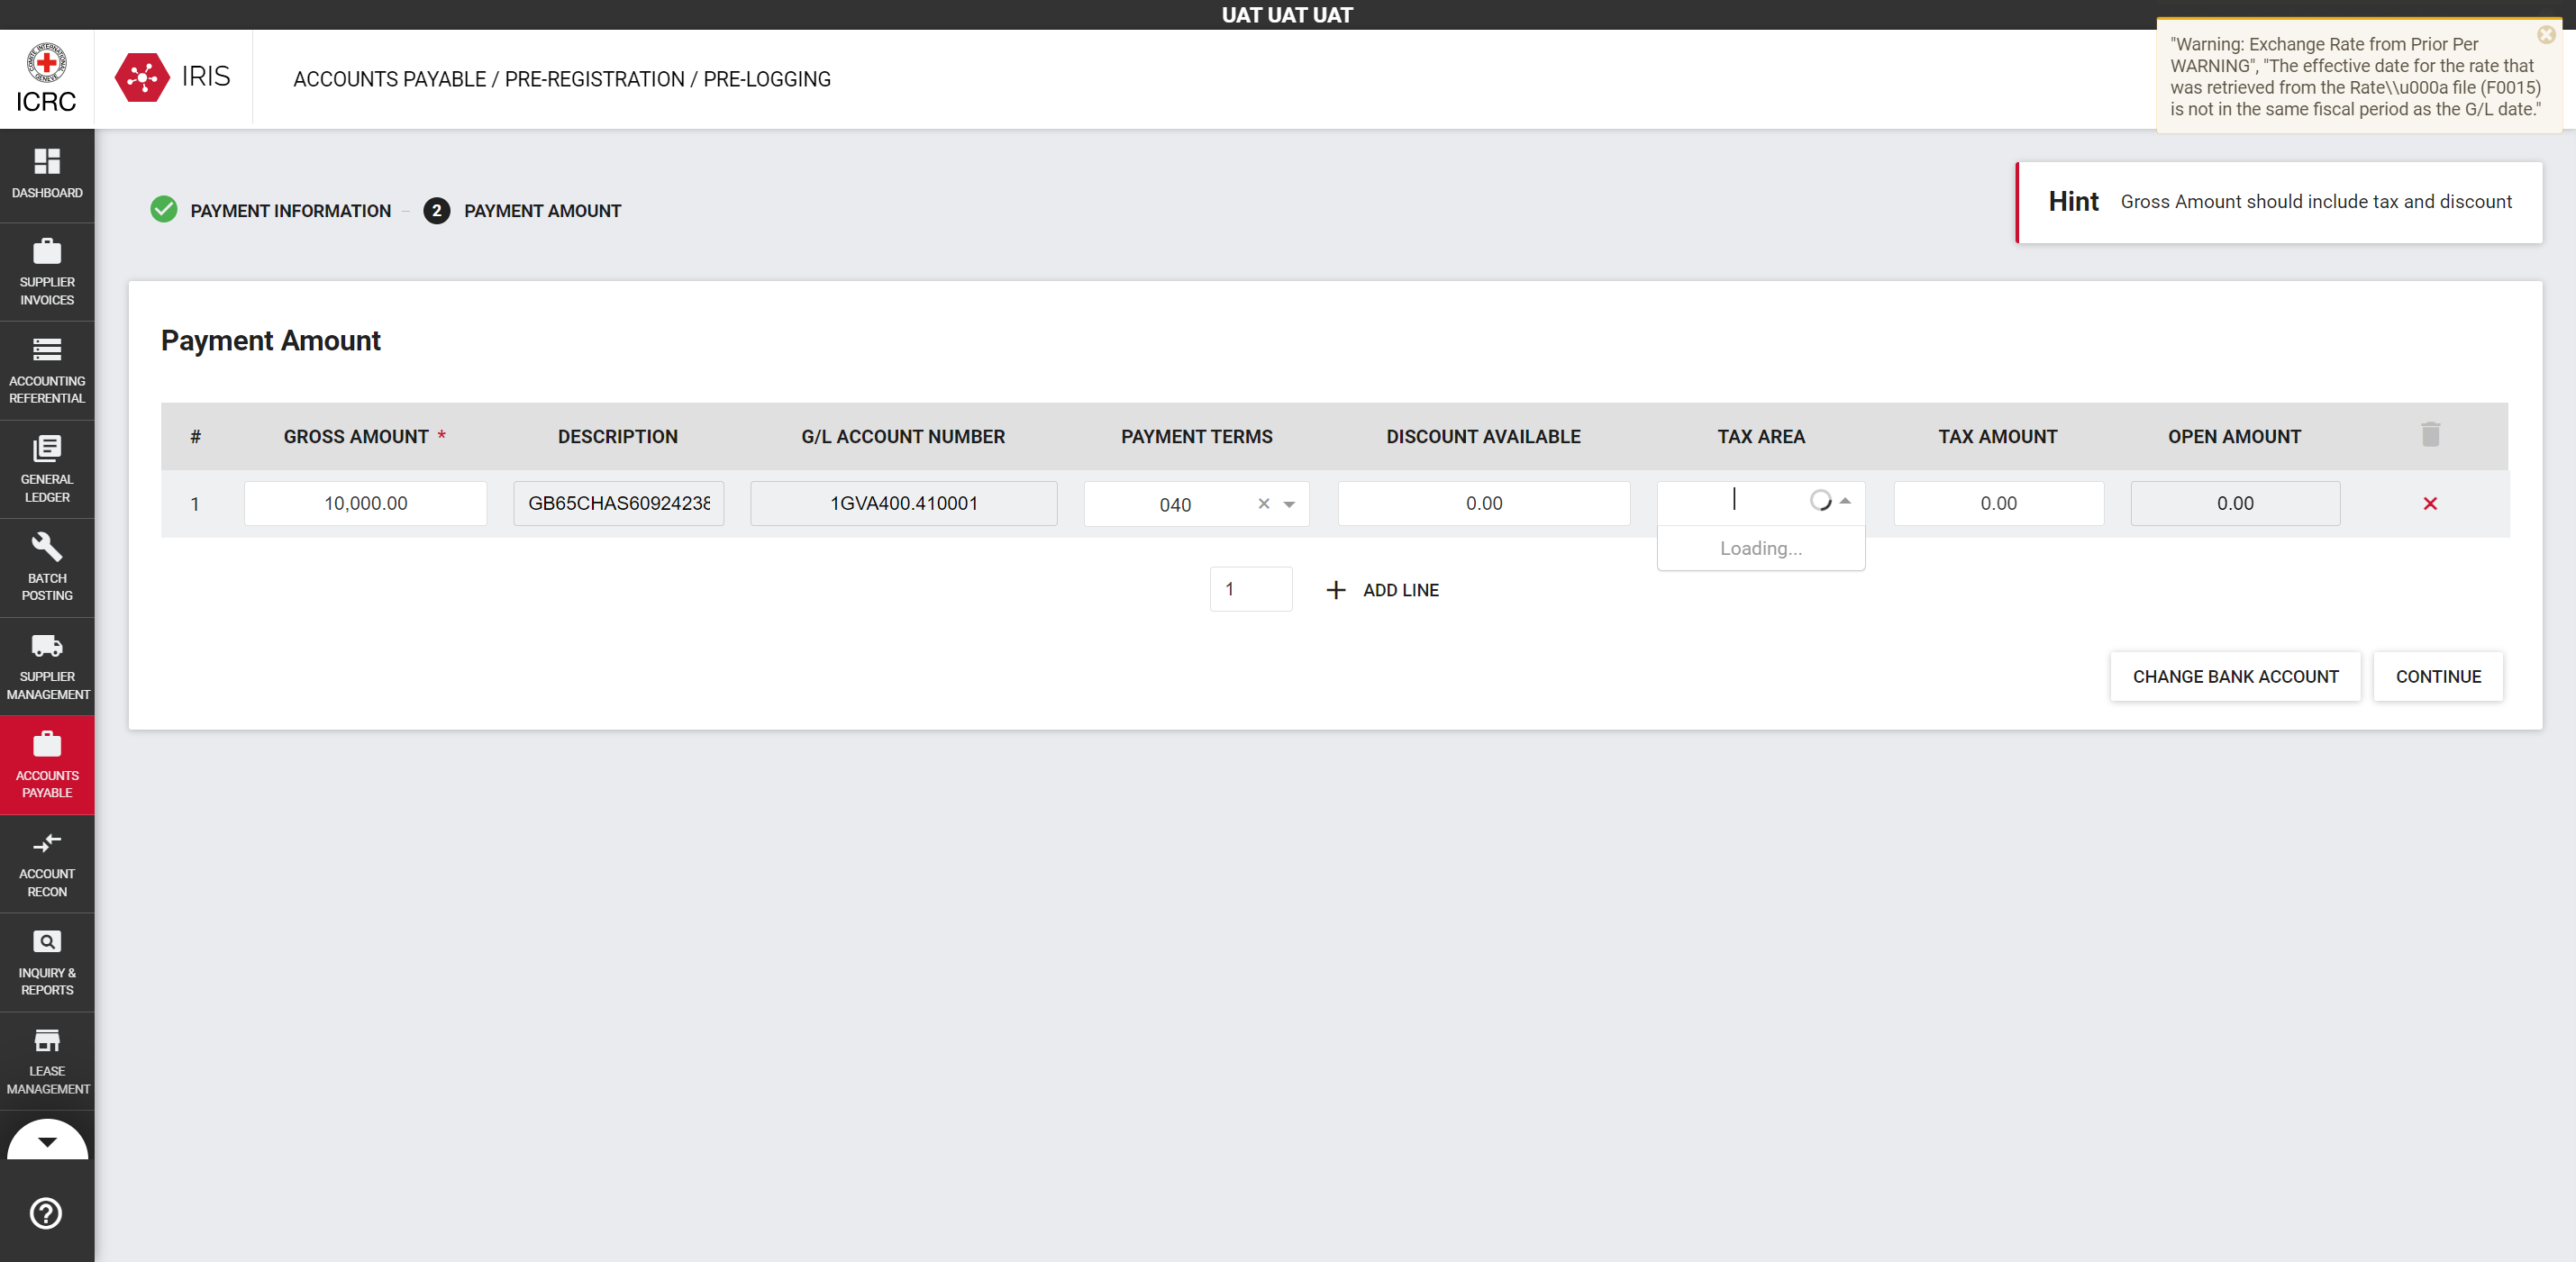 UAT UAT UAT
ICRC
IRIS
ACCOUNTS PAYABLE / PRE-REGISTRATION / PRE-LOGGING
"Warning: Exchange Rate from Prior Per
WARNING", "The effective date for the rate that
was retrieved from the Rate\\u000a file (F0015)
is not in the same fiscal period as the G/L date."
DASHBOARD
SUPPLIER
INVOICES
ACCOUNTING
REFERENTIAL
GENERAL
LEDGER
BATCH
POSTING
SUPPLIER
MANAGEMENT
ACCOUNTS
PAYABLE
ACCOUNT
RECON
INQUIRY &
REPORTS
LEASE
MANAGEMENT
PAYMENT INFORMATION
2 PAYMENT AMOUNT
Hint Gross Amount should include tax and discount
Payment Amount
# GROSS AMOUNT * DESCRIPTION G/L ACCOUNT NUMBER PAYMENT TERMS DISCOUNT AVAILABLE TAX AREA TAX AMOUNT OPEN AMOUNT
1 10,000.00 GB65CHAS60924238 1GVA400.410001 040 0.00 0.00 0.00
Loading...
1 + ADD LINE
CHANGE BANK ACCOUNT CONTINUE